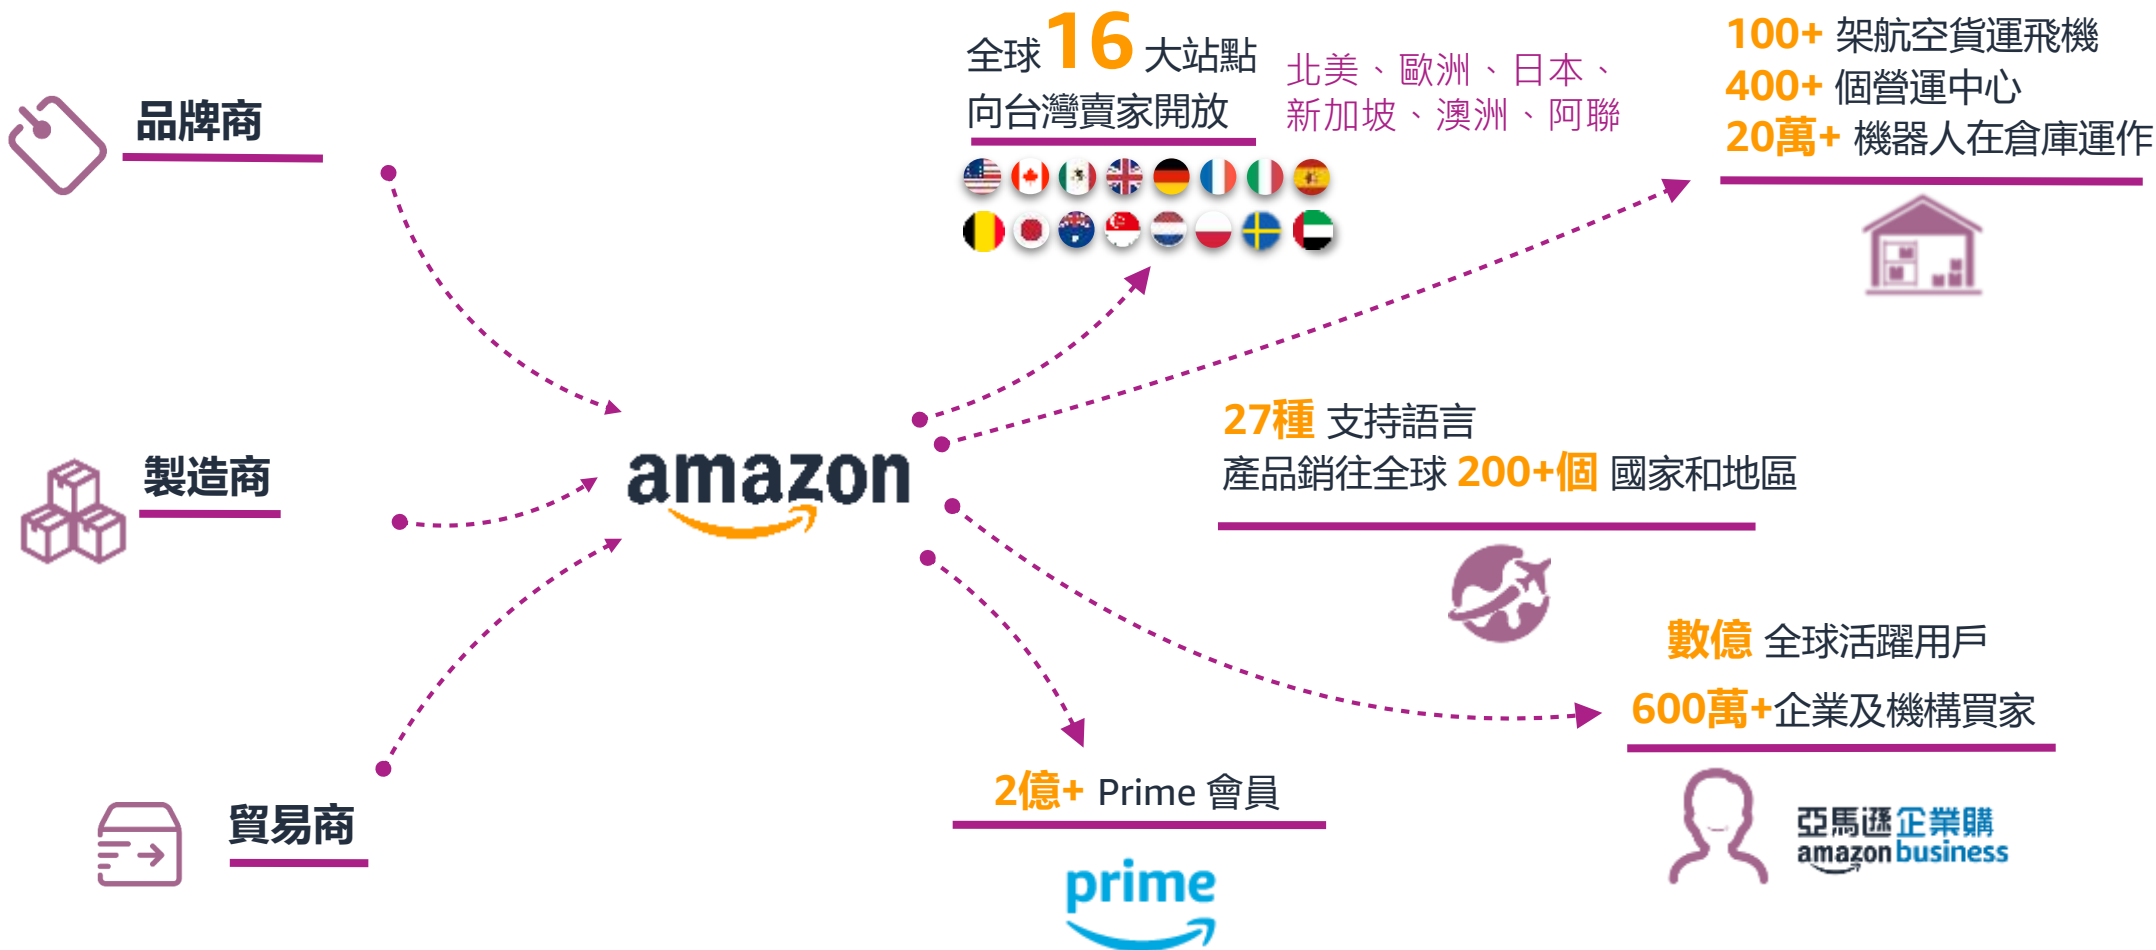 品牌商
製造商
貿易商
amazon
全球16大站點
向台灣賣家開放
北美、歐洲、日本、
新加坡、澳洲、阿聯
100+ 架航空貨運飛機
400+ 個營運中心
20萬+ 機器人在倉庫運作
27種 支持語言
產品銷往全球 200+個 國家和地區
數億 全球活躍用戶
600萬+企業及機構買家
亞馬遜企業購
amazon business
2億+ Prime 會員
prime